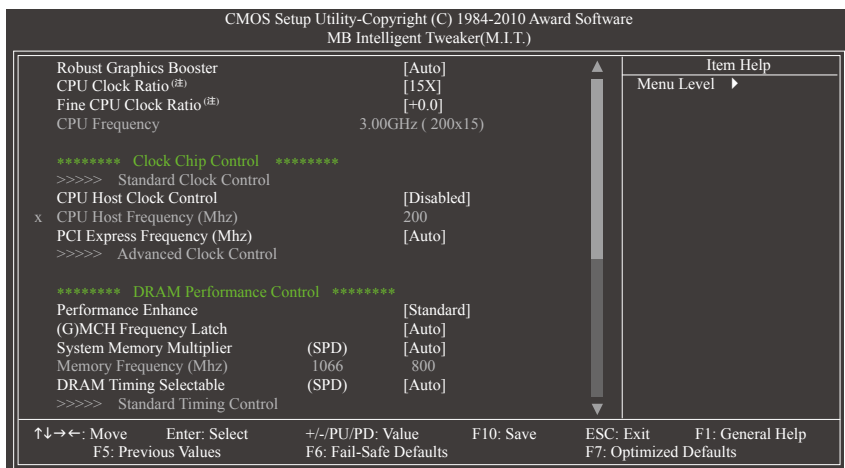 CMOS Setup Utility-Copyright (C) 1984-2010 Award Software
MB Intelligent Tweaker(M.I.T.)
Robust Graphics Booster [Auto]
CPU Clock Ratio (注) [15X]
Fine CPU Clock Ratio (注) [+0.0]
CPU Frequency 3.00GHz ( 200x15)
******** Clock Chip Control ********
>>>>> Standard Clock Control
CPU Host Clock Control [Disabled]
x CPU Host Frequency (Mhz) 200
PCI Express Frequency (Mhz) [Auto]
>>>>> Advanced Clock Control
******** DRAM Performance Control ********
Performance Enhance [Standard]
(G)MCH Frequency Latch [Auto]
System Memory Multiplier (SPD) [Auto]
Memory Frequency (Mhz) 1066 800
DRAM Timing Selectable (SPD) [Auto]
>>>>> Standard Timing Control
Item Help
Menu Level ▶
↑↓→←: Move Enter: Select +/-/PU/PD: Value F10: Save ESC: Exit F1: General Help
F5: Previous Values F6: Fail-Safe Defaults F7: Optimized Defaults